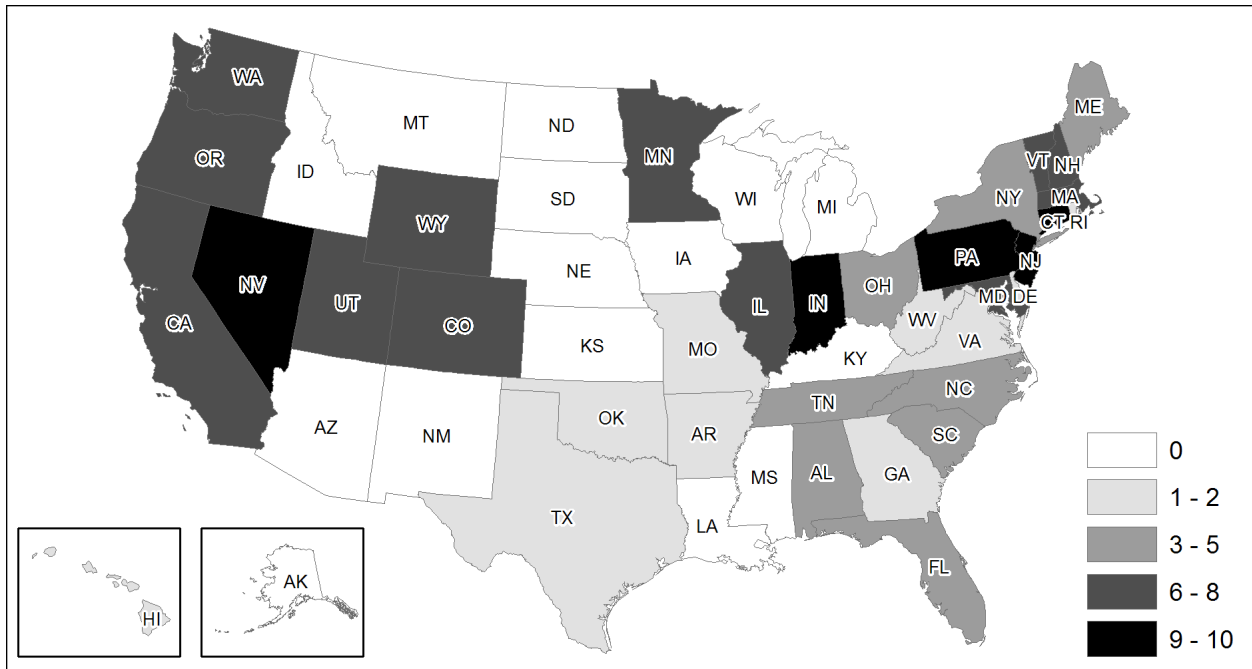 WA
ME
MT
ND
MN
VT
NH
OR
ID
SD
WI
MI
NY
MA
WY
CT
RI
IA
PA
NJ
NE
NV
UT
IL
IN
OH
MD
DE
CO
CA
WV
KS
MO
KY
VA
TN
NC
OK
AR
AZ
NM
SC
MS
AL
GA
TX
LA
FL
HI
AK
0
1 - 2
3 - 5
6 - 8
9 - 10